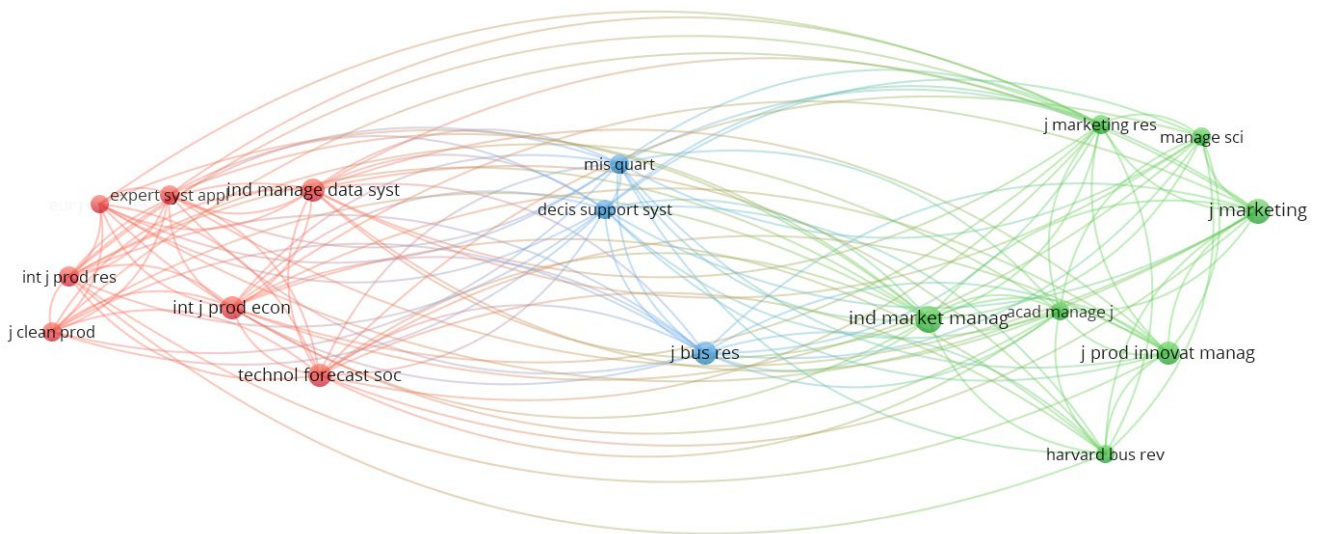 j marketing res
manage sci
mis quart
expert syst appl
ind manage data syst
decis support syst
j marketing
int j prod res
int j prod econ
ind market manag
acad manage j
j clean prod
j bus res
j prod innovat manag
technol forecast soc
harvard bus rev